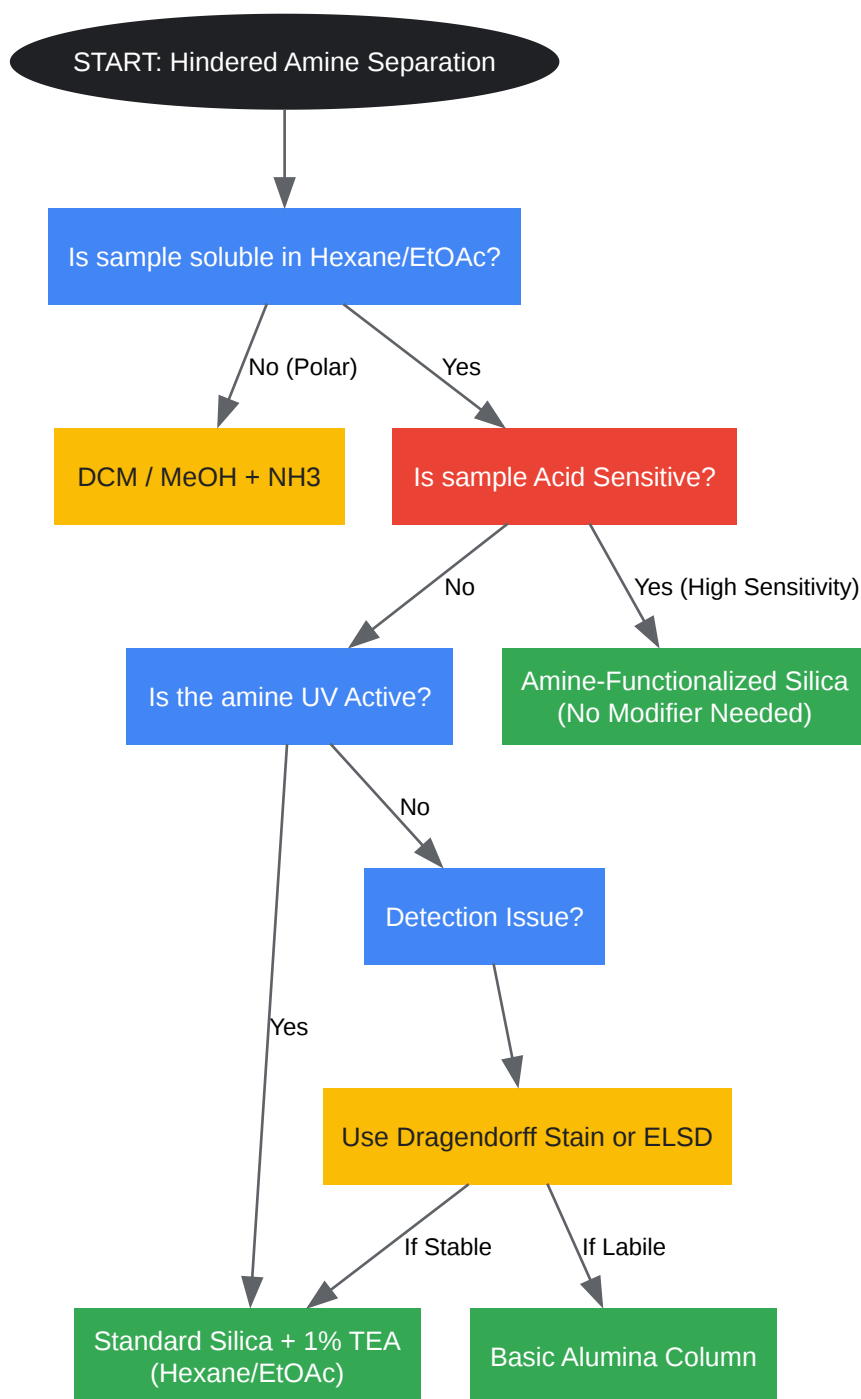 START: Hindered Amine Separation
Is sample soluble in Hexane/EtOAc?
No (Polar)
Yes
DCM / MeOH + NH3
Is sample Acid Sensitive?
No
Yes (High Sensitivity)
Is the amine UV Active?
Amine-Functionalized Silica
(No Modifier Needed)
No
Detection Issue?
Yes
Use Dragendorff Stain or ELSD
If Stable
If Labile
Standard Silica + 1% TEA
(Hexane/EtOAc)
Basic Alumina Column